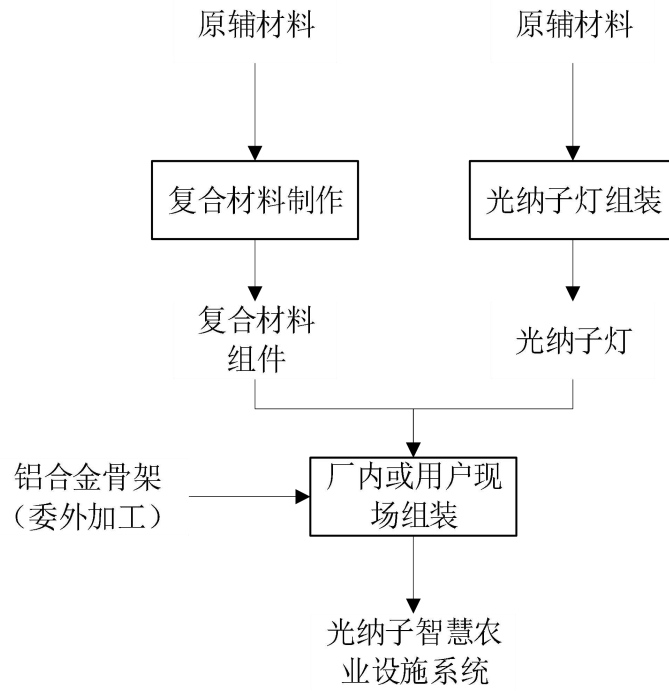 原辅材料
原辅材料
复合材料制作
光纳子灯组装
复合材料
组件
光纳子灯
铝合金骨架
（委外加工）
厂内或用户现
场组装
光纳子智慧农
业设施系统